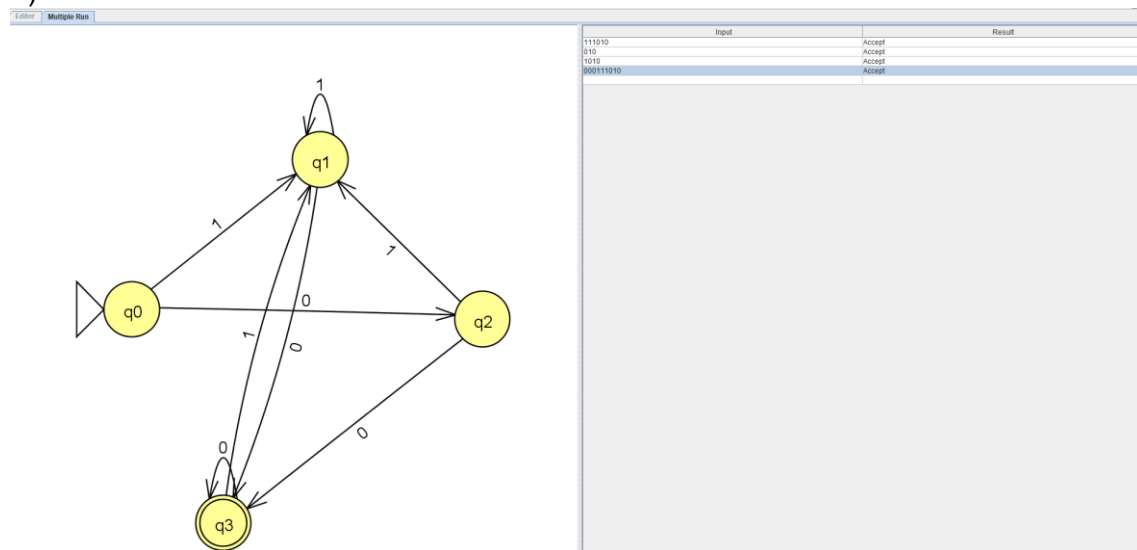 Editor Multiple Run
Input Result
111010 Accept
010 Accept
1010 Accept
000111010 Accept
1
q1
1
1
q0
0
q2
1
0
0
0
q3